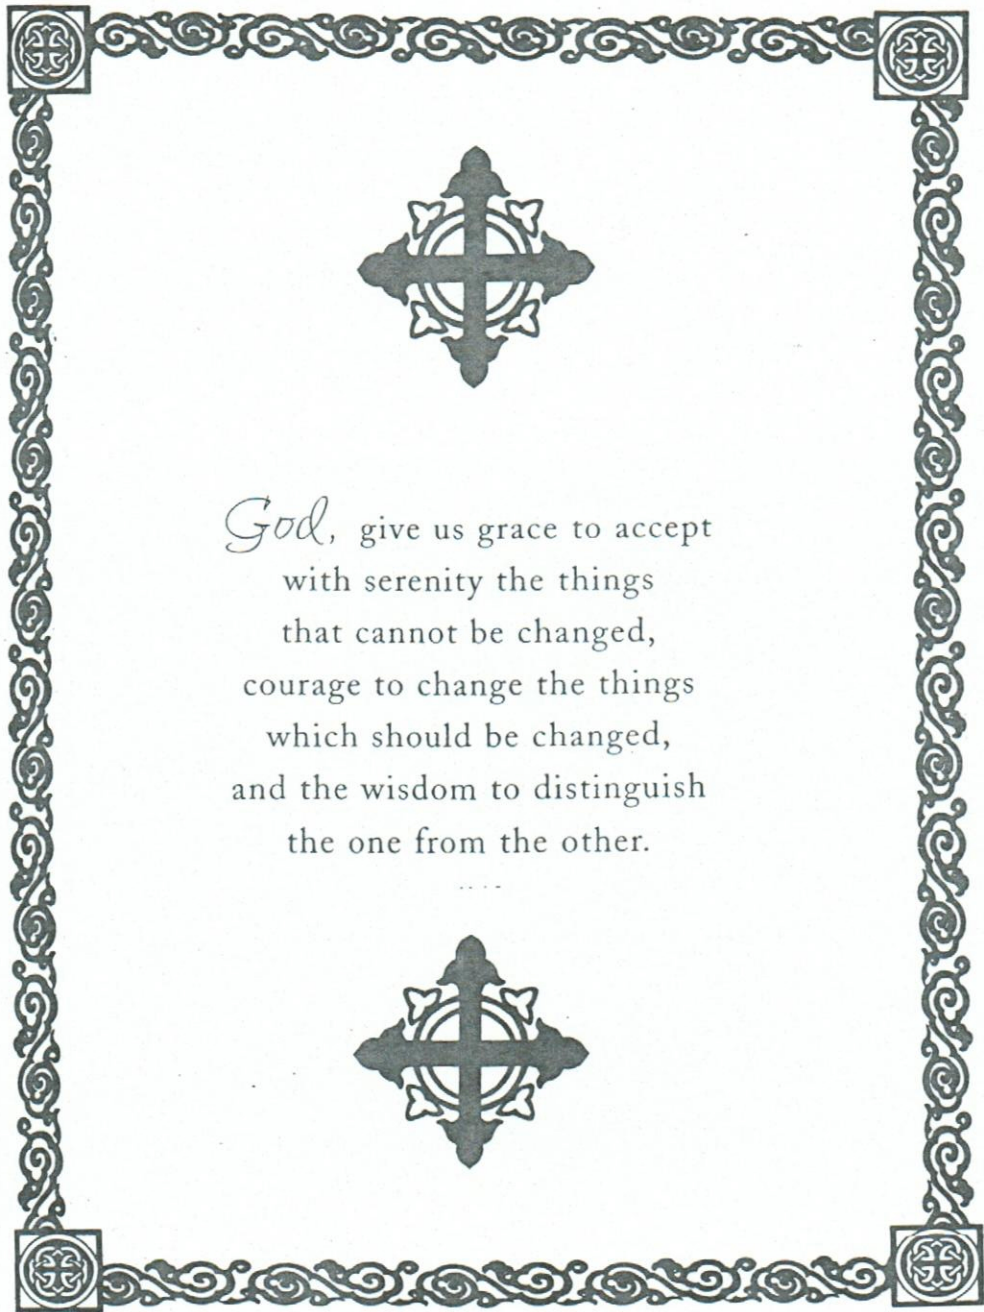 God, give us grace to accept
with serenity the things
that cannot be changed,
courage to change the things
which should be changed,
and the wisdom to distinguish
the one from the other.